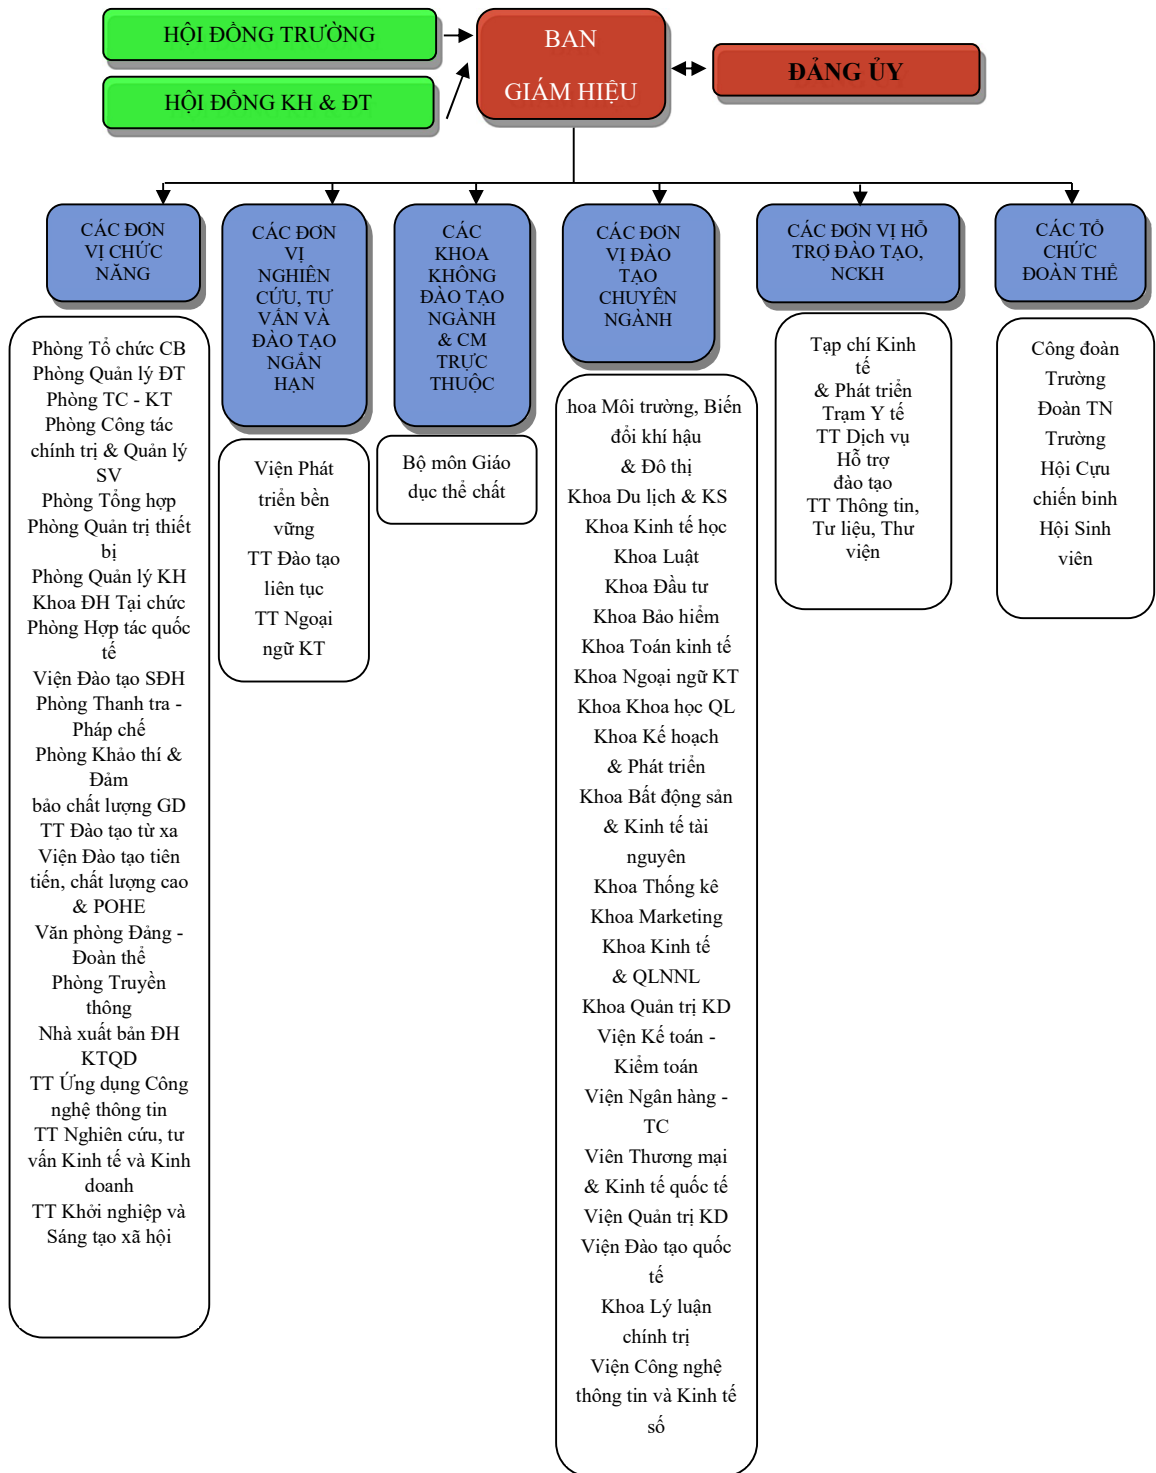 HỘI ĐỒNG TRƯỜNG
HỘI ĐỒNG KH & ĐT
BAN
GIÁM HIỆU
ĐẢNG ỦY
CÁC ĐƠN
VỊ CHỨC
NĂNG
CÁC ĐƠN
VỊ
NGHIÊN
CỨU, TƯ
VẤN VÀ
ĐÀO TẠO
NGẮN
HẠN
CÁC
KHOA
KHÔNG
ĐÀO TẠO
NGÀNH
& CM
TRỰC
THUỘC
CÁC ĐƠN
VỊ ĐÀO
TẠO
CHUYÊN
NGÀNH
CÁC ĐƠN VỊ HỖ
TRỢ ĐÀO TẠO,
NCKH
CÁC TỔ
CHỨC
ĐOÀN THỂ
Phòng Tổ chức CB
Phòng Quản lý ĐT
Phòng TC - KT
Phòng Công tác
chính trị & Quản lý
SV
Phòng Tổng hợp
Phòng Quản trị thiết
bị
Phòng Quản lý KH
Khoa ĐH Tại chức
Phòng Hợp tác quốc
tế
Viện Đào tạo SĐH
Phòng Thanh tra -
Pháp chế
Phòng Khảo thí &
Đảm
bảo chất lượng GD
TT Đào tạo từ xa
Viện Đào tạo tiên
tiến, chất lượng cao
& POHE
Văn phòng Đảng -
Đoàn thể
Phòng Truyền
thông
Nhà xuất bản ĐH
KTQD
TT Ứng dụng Công
nghệ thông tin
TT Nghiên cứu, tư
vấn Kinh tế và Kinh
doanh
TT Khởi nghiệp và
Sáng tạo xã hội
Viện Phát
triển bền
vững
TT Đào tạo
liên tục
TT Ngoại
ngữ KT
Bộ môn Giáo
dục thể chất
hoa Môi trường, Biến
đổi khí hậu
& Đô thị
Khoa Du lịch & KS
Khoa Kinh tế học
Khoa Luật
Khoa Đầu tư
Khoa Bảo hiểm
Khoa Toán kinh tế
Khoa Ngoại ngữ KT
Khoa Khoa học QL
Khoa Kế hoạch
& Phát triển
Khoa Bất động sản
& Kinh tế tài
nguyên
Khoa Thống kê
Khoa Marketing
Khoa Kinh tế
& QLNNL
Khoa Quản trị KD
Viện Kế toán -
Kiểm toán
Viện Ngân hàng -
TC
Viên Thương mại
& Kinh tế quốc tế
Viện Quản trị KD
Viện Đào tạo quốc
tế
Khoa Lý luận
chính trị
Viện Công nghệ
thông tin và Kinh tế
số
Tạp chí Kinh
tế
& Phát triển
Trạm Y tế
TT Dịch vụ
Hỗ trợ
đào tạo
TT Thông tin,
Tư liệu, Thư
viện
Công đoàn
Trường
Đoàn TN
Trường
Hội Cựu
chiến binh
Hội Sinh
viên